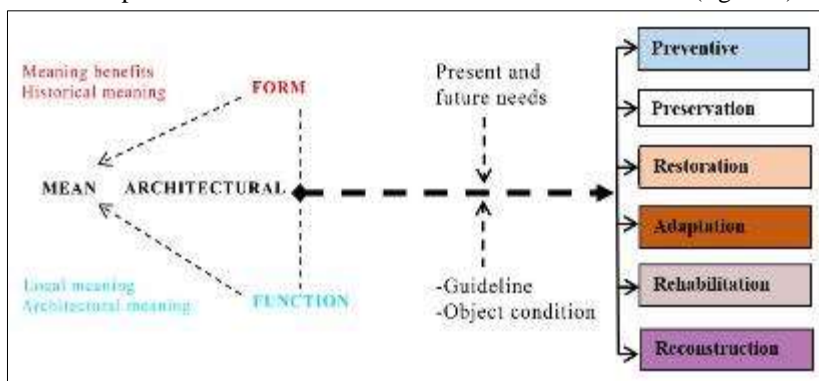 Meaning benefits
Historical meaning
FORM
MEAN
ARCHITECTURAL
Local meaning
Architectural meaning
FUNCTION
Present and
future needs
-Guideline
-Object condition
Preventive
Preservation
Restoration
Adaptation
Rehabilitation
Reconstruction